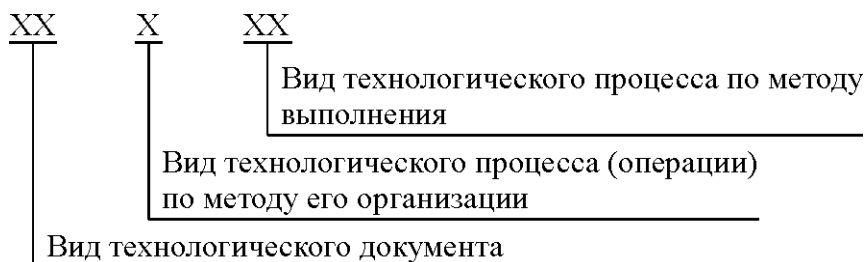 XX X XX
Вид технологического процесса по методу
выполнения
Вид технологического процесса (операции)
по методу его организации
Вид технологического документа